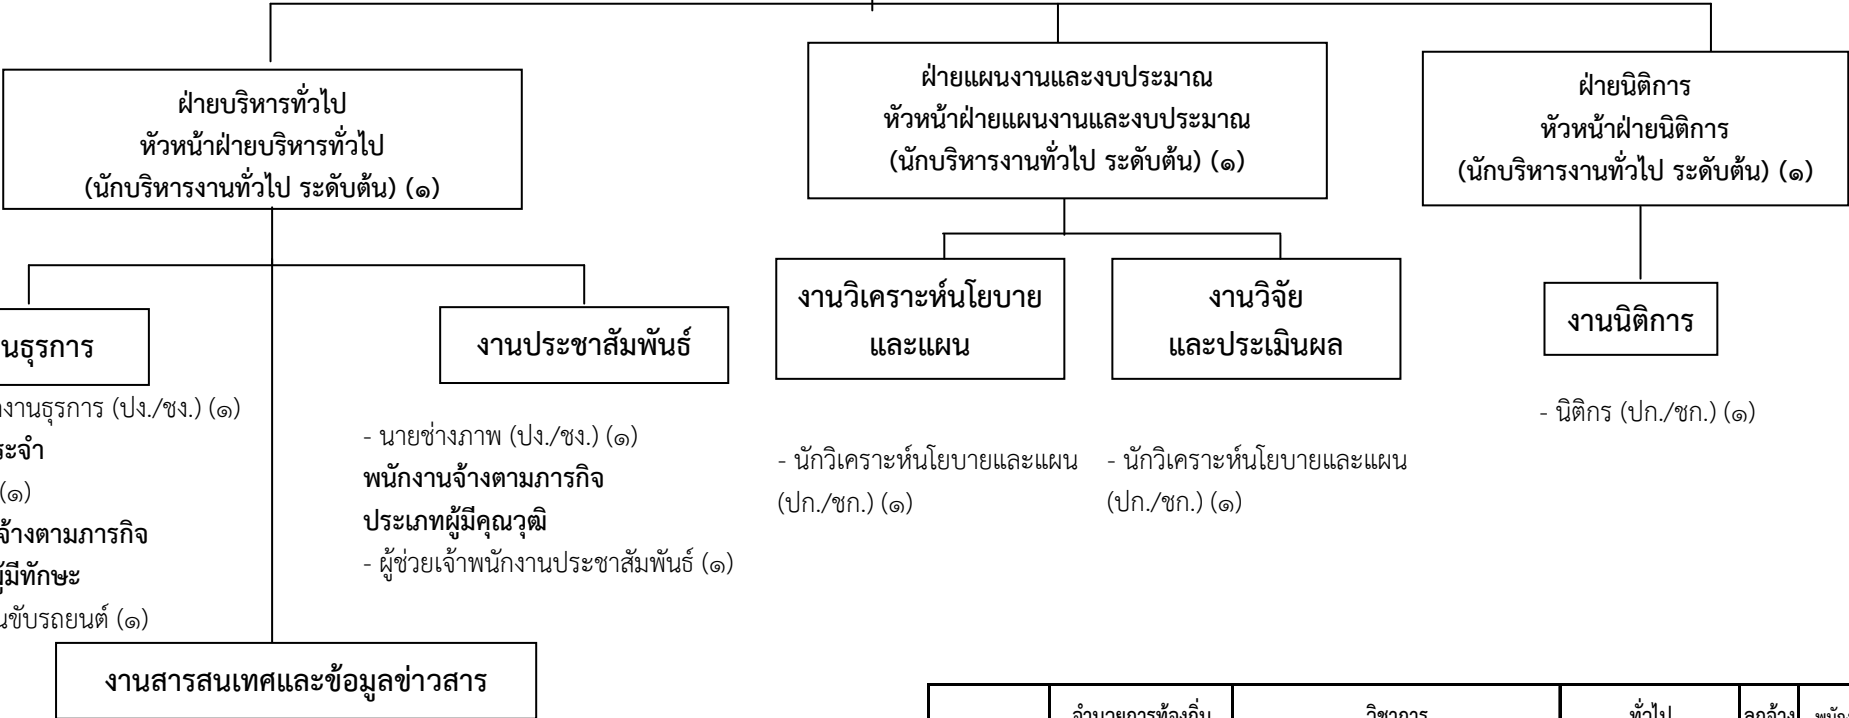 ฝ่ายบริหารทั่วไป
หัวหน้าฝ่ายบริหารทั่วไป
(นักบริหารงานทั่วไป ระดับต้น) (๑)
ฝ่ายแผนงานและงบประมาณ
หัวหน้าฝ่ายแผนงานและงบประมาณ
(นักบริหารงานทั่วไป ระดับต้น) (๑)
ฝ่ายนิติการ
หัวหน้าฝ่ายนิติการ
(นักบริหารงานทั่วไป ระดับต้น) (๑)
นธุรการ
งานธุรการ (ปง./ชง.) (๑)
ระจำ
(๑)
จ้างตามภารกิจ
ผู้มีทักษะ
นขับรถยนต์ (๑)
งานประชาสัมพันธ์
- นายช่างภาพ (ปง./ชง.) (๑)
พนักงานจ้างตามภารกิจ
ประเภทผู้มีคุณวุฒิ
- ผู้ช่วยเจ้าพนักงานประชาสัมพันธ์ (๑)
งานวิเคราะห์นโยบาย
และแผน
- นักวิเคราะห์นโยบายและแผน
(ปก./ชก.) (๑)
งานวิจัย
และประเมินผล
- นักวิเคราะห์นโยบายและแผน
(ปก./ชก.) (๑)
งานนิติการ
- นิติกร (ปก./ชก.) (๑)
งานสารสนเทศและข้อมูลข่าวสาร
อำนวยการท้องถิ่น
วิชาการ
ทั่วไป
ลูกจ้าง